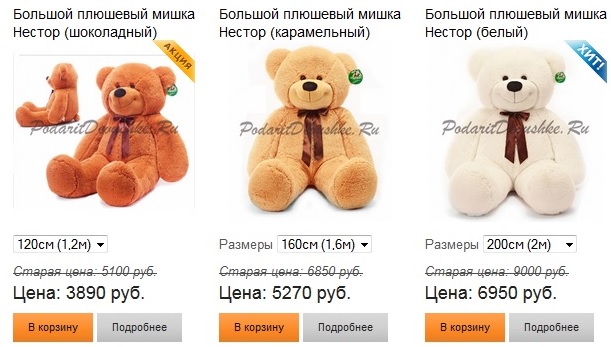 Большой плюшевый мишка
Нестор (шоколадный)
АКЦИЯ
PodaritDevushke.Ru
120см (1,2м)
Старая цена: 5100 руб.
Цена: 3890 руб.
В корзину
Подробнее
Большой плюшевый мишка
Нестор (карамельный)
PodaritDevushke.Ru
Размеры 160см (1,6м)
Старая цена: 6850 руб.
Цена: 5270 руб.
В корзину
Подробнее
Большой плюшевый мишка
Нестор (белый)
ХИТ!
PodaritDevushke.Ru
Размеры 200см (2м)
Старая цена: 9000 руб.
Цена: 6950 руб.
В корзину
Подробнее